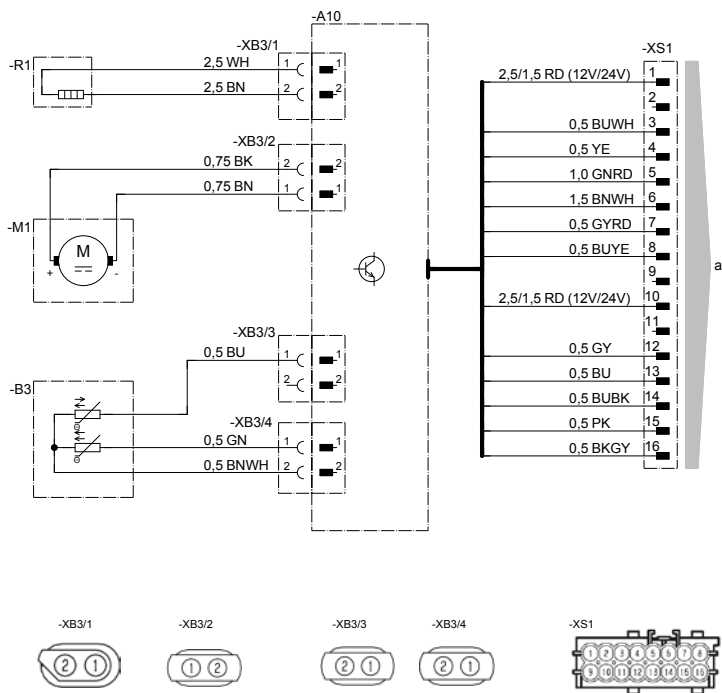 -A10
-XB3/1
-R1
2,5 WH
1
1
2,5 BN
2
2
-XB3/2
0,75 BK
2
2
0,75 BN
1
1
-M1
M
+
-
-XB3/3
0,5 BU
1
1
2
2
-B3
-XB3/4
0,5 GN
1
1
0,5 BNWH
2
2
-XS1
2,5/1,5 RD (12V/24V)
1
2
0,5 BUWH
3
0,5 YE
4
1,0 GNRD
5
1,5 BNWH
6
0,5 GYRD
7
0,5 BUYE
8
9
2,5/1,5 RD (12V/24V)
10
11
0,5 GY
12
0,5 BU
13
0,5 BUBK
14
0,5 PK
15
0,5 BKGY
16
a
-XB3/1
2 1
-XB3/2
1 2
-XB3/3
2 1
-XB3/4
2 1
-XS1
1 2 3 4 5 6 7 8
9 10 11 12 13 14 15 16